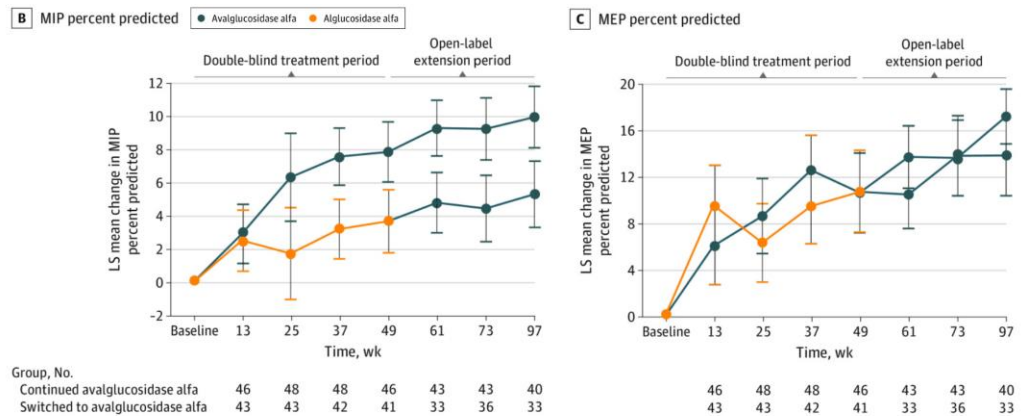 B MIP percent predicted
Avalglucosidase alfa Alglucosidase alfa
Double-blind treatment period
Open-label
extension period
LS mean change in MIP
percent predicted
12
10
8
6
4
2
0
-2
Baseline 13 25 37 49 61 73 97
Time, wk
C MEP percent predicted
Double-blind treatment period
Open-label
extension period
LS mean change in MEP
percent predicted
20
16
12
8
4
0
Baseline 13 25 37 49 61 73 97
Time, wk
Group, No.
Continued avalglucosidase alfa 46 48 48 46 43 43 40 46 48 48 46 43 43 40
Switched to avalglucosidase alfa 43 43 42 41 33 36 33 43 43 42 41 33 36 33